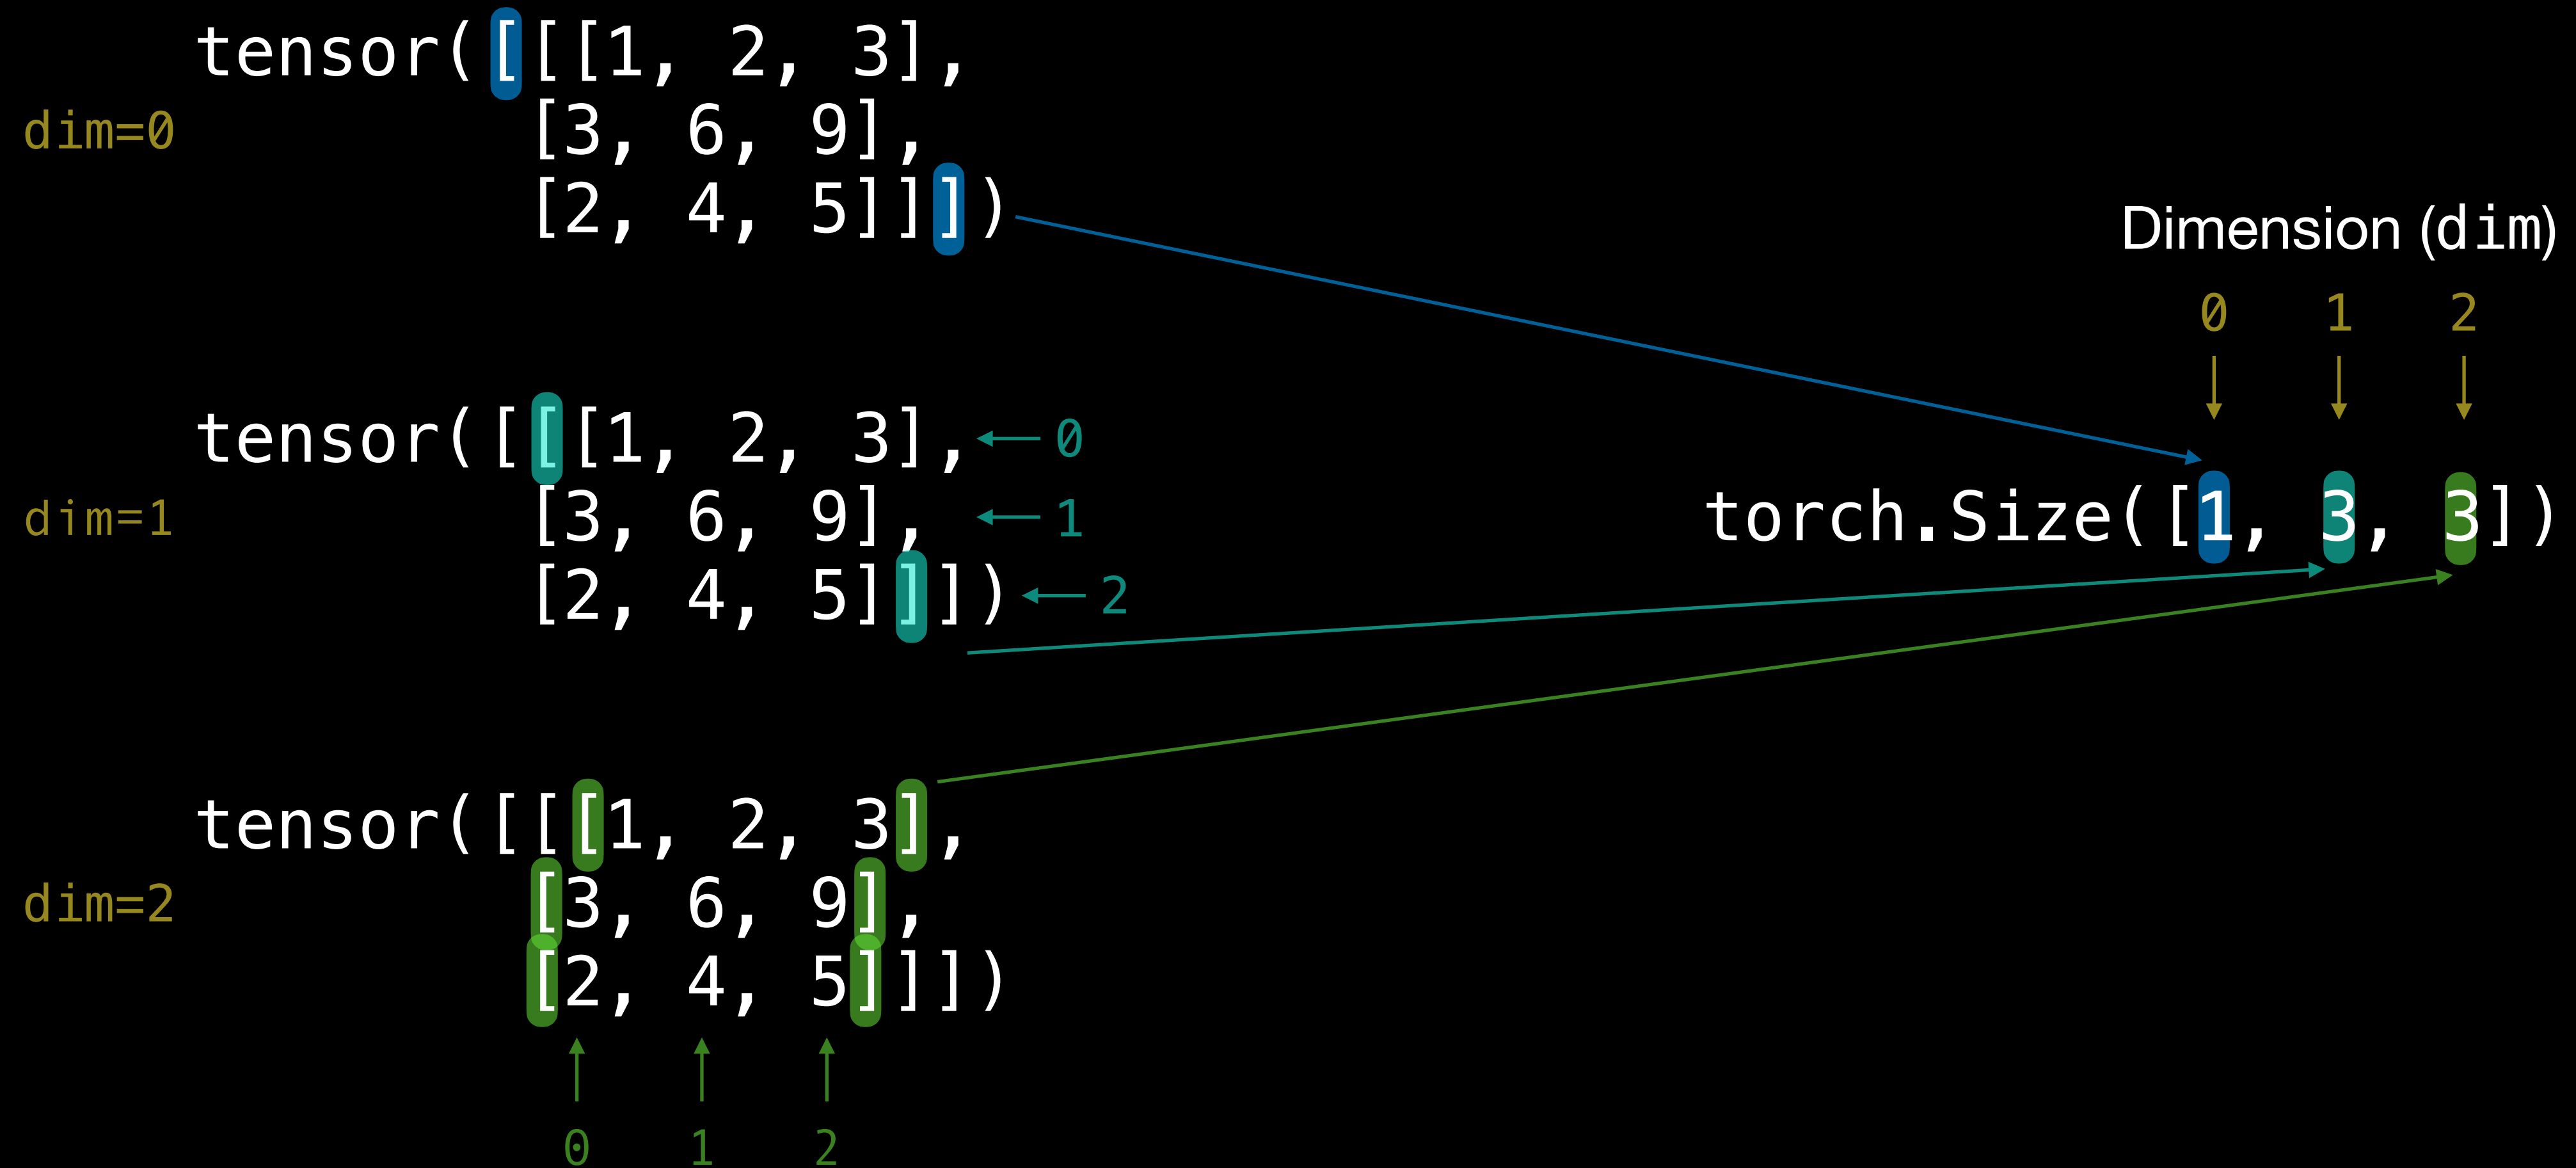 tensor([[[1, 2, 3],
dim=0
[3, 6, 9],
[2, 4, 5]]])
Dimension (dim)
0 1 2
tensor([[[1, 2, 3], 0
dim=1
[3, 6, 9], 1
[2, 4, 5]]]) 2
torch.Size([1, 3, 3])
tensor([[[1, 2, 3],
dim=2
[3, 6, 9],
[2, 4, 5]]])
0 1 2